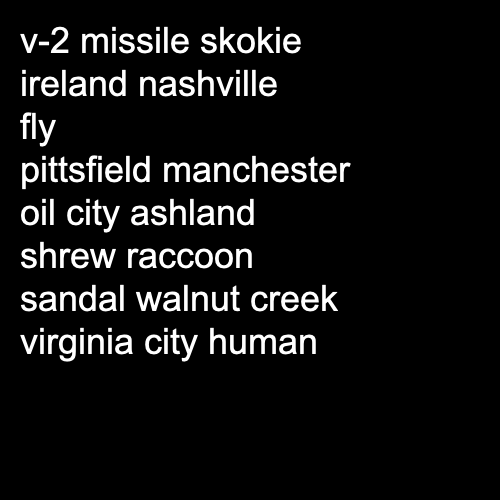 v-2 missile skokie
ireland nashville
fly
pittsfield manchester
oil city ashland
shrew raccoon
sandal walnut creek
virginia city human